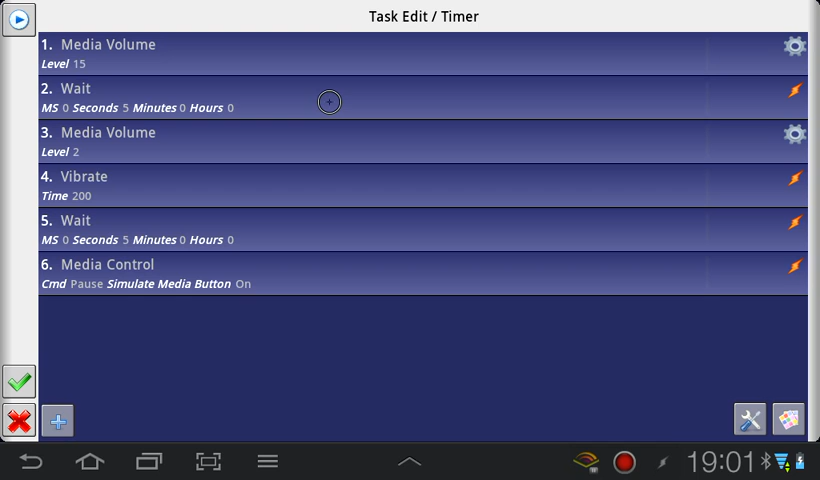 Task Edit / Timer
1. Media Volume
Level 15
2. Wait
MS 0 Seconds 5 Minutes 0 Hours 0
3. Media Volume
Level 2
4. Vibrate
Time 200
5. Wait
MS 0 Seconds 5 Minutes 0 Hours 0
6. Media Control
Cmd Pause Simulate Media Button On
19:01